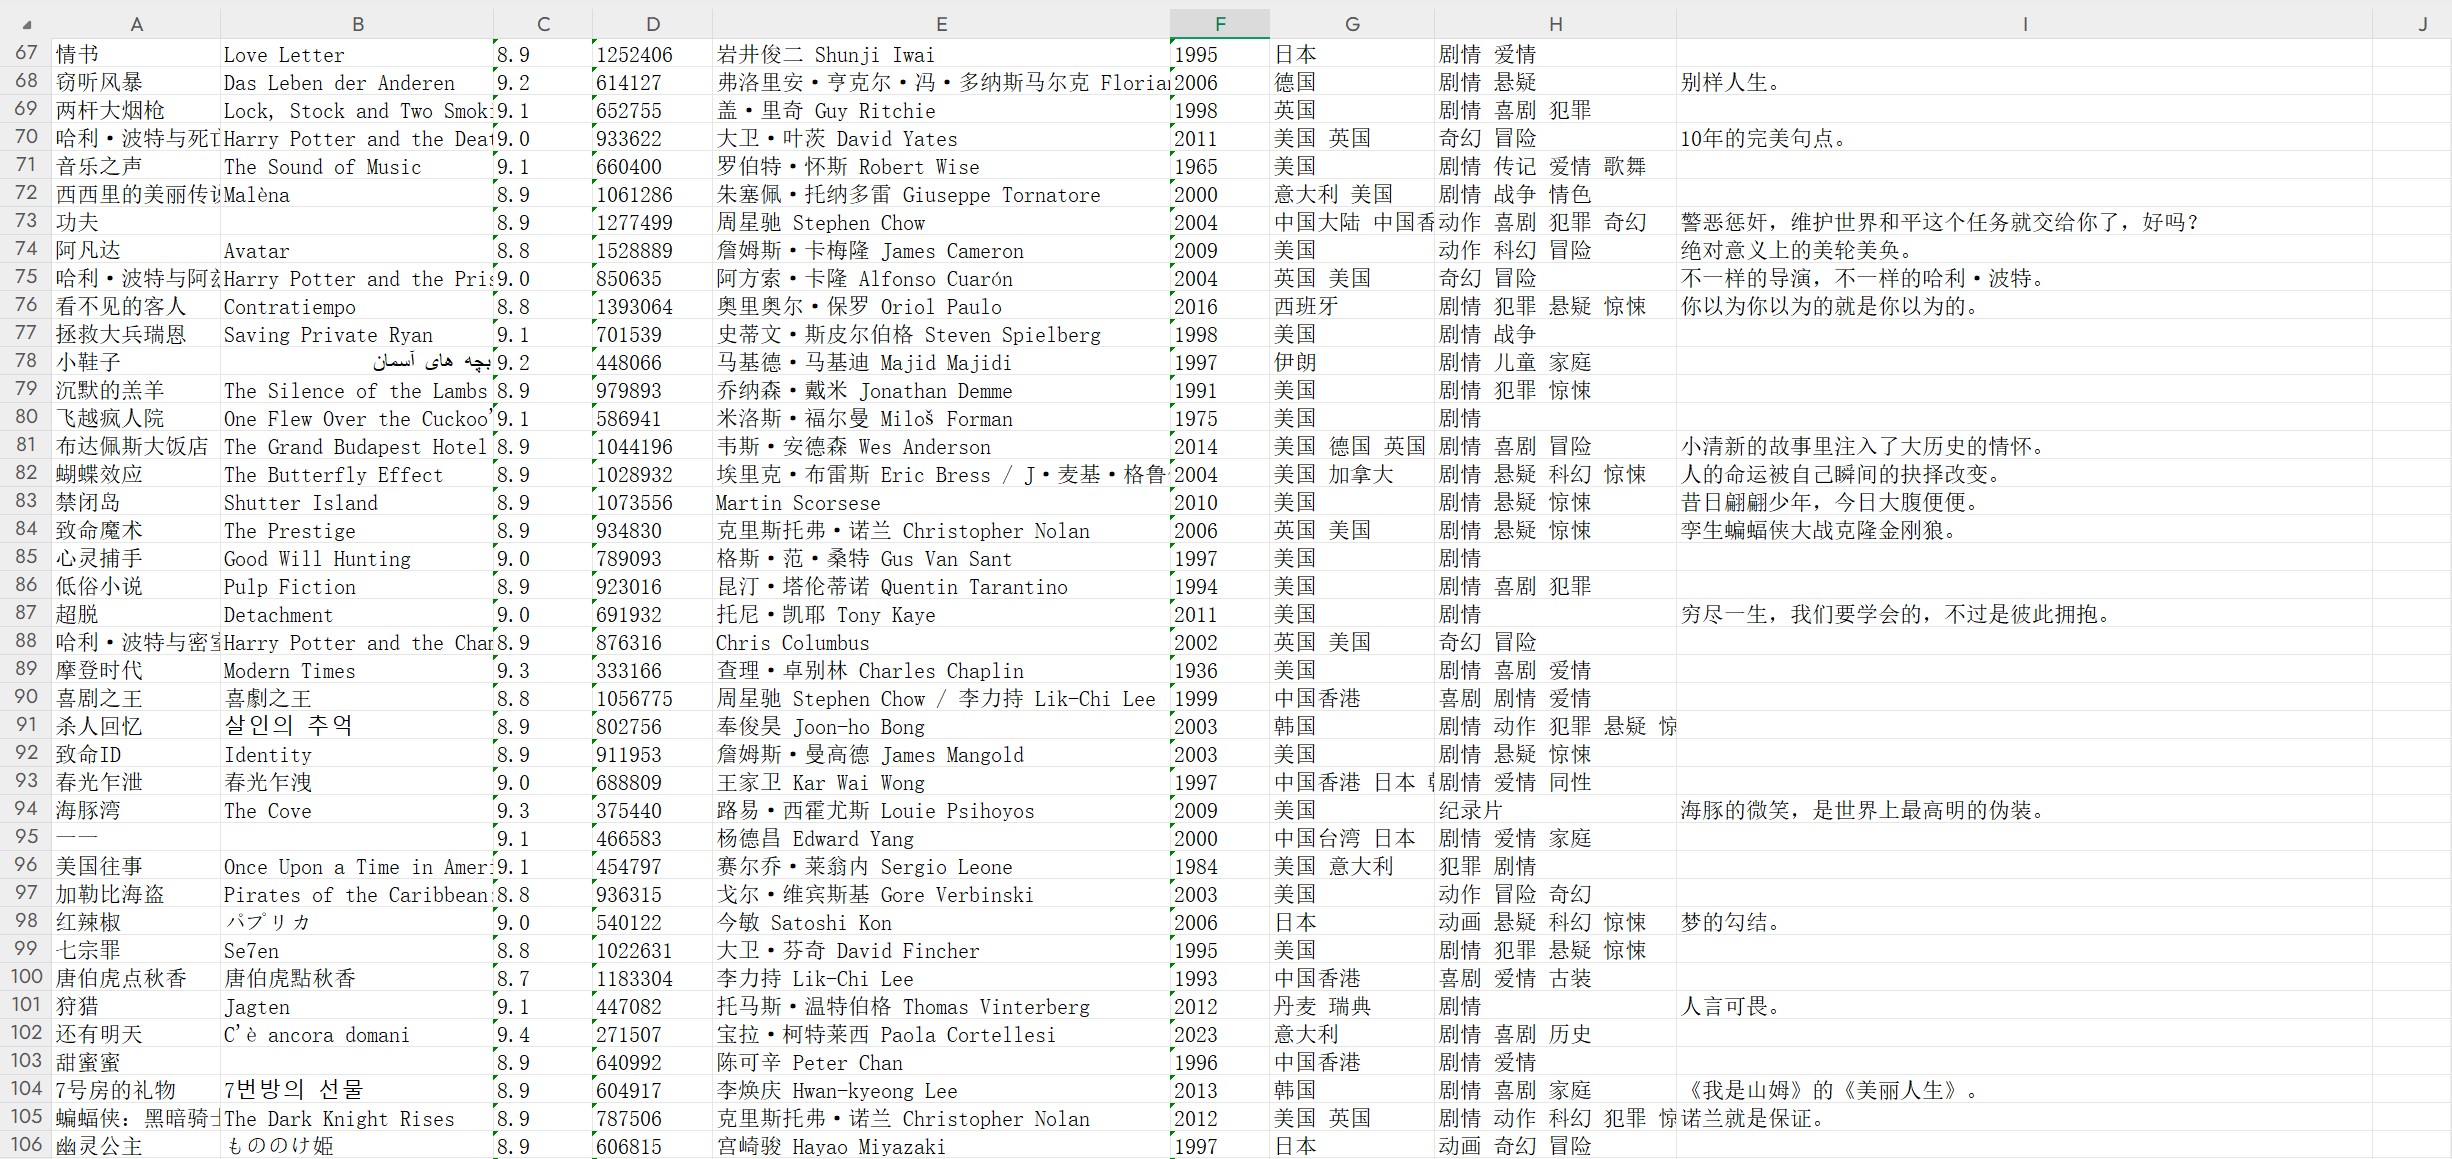 A B C D E F G H I J
67 情书 Love Letter 8.9 1252406 岩井俊二 Shunji Iwai 1995 日本 剧情 爱情
68 窃听风暴 Das Leben der Anderen 9.2 614127 弗洛里安·亨克尔·冯·多纳斯马尔克 Florian 2006 德国 剧情 悬疑 别样人生。
69 两杆大烟枪 Lock, Stock and Two Smoki 9.1 652755 盖·里奇 Guy Ritchie 1998 英国 剧情 喜剧 犯罪
70 哈利·波特与死亡 Harry Potter and the Deat 9.0 933622 大卫·叶茨 David Yates 2011 美国 英国 奇幻 冒险 10年的完美句点。
71 音乐之声 The Sound of Music 9.1 660400 罗伯特·怀斯 Robert Wise 1965 美国 剧情 传记 爱情 歌舞
72 西西里的美丽传说 Malèna 8.9 1061286 朱塞佩·托纳多雷 Giuseppe Tornatore 2000 意大利 美国 剧情 战争 情色
73 功夫 8.9 1277499 周星驰 Stephen Chow 2004 中国大陆 中国香 动作 喜剧 犯罪 奇幻 警恶惩奸，维护世界和平这个任务就交给你了，好吗？
74 阿凡达 Avatar 8.8 1528889 詹姆斯·卡梅隆 James Cameron 2009 美国 动作 科幻 冒险 绝对意义上的美轮美奂。
75 哈利·波特与阿兹 Harry Potter and the Pris 9.0 850635 阿方索·卡隆 Alfonso Cuarón 2004 英国 美国 奇幻 冒险 不一样的导演，不一样的哈利·波特。
76 看不见的客人 Contratiempo 8.8 1393064 奥里奥尔·保罗 Oriol Paulo 2016 西班牙 剧情 犯罪 悬疑 惊悚 你以为你以为的就是你以为的。
77 拯救大兵瑞恩 Saving Private Ryan 9.1 701539 史蒂文·斯皮尔伯格 Steven Spielberg 1998 美国 剧情 战争
78 小鞋子 بچه های آسمان 9.2 448066 马基德·马基迪 Majid Majidi 1997 伊朗 剧情 儿童 家庭
79 沉默的羔羊 The Silence of the Lambs 8.9 979893 乔纳森·戴米 Jonathan Demme 1991 美国 剧情 犯罪 惊悚
80 飞越疯人院 One Flew Over the Cuckoo' 9.1 586941 米洛斯·福尔曼 Miloš Forman 1975 美国 剧情
81 布达佩斯大饭店 The Grand Budapest Hotel 8.9 1044196 韦斯·安德森 Wes Anderson 2014 美国 德国 英国 剧情 喜剧 冒险 小清新的故事里注入了大历史的情怀。
82 蝴蝶效应 The Butterfly Effect 8.9 1028932 埃里克·布雷斯 Eric Bress / J·麦基·格鲁 2004 美国 加拿大 剧情 悬疑 科幻 惊悚 人的命运被自己瞬间的抉择改变。
83 禁闭岛 Shutter Island 8.9 1073556 Martin Scorsese 2010 美国 剧情 悬疑 惊悚 昔日翩翩少年，今日大腹便便。
84 致命魔术 The Prestige 8.9 934830 克里斯托弗·诺兰 Christopher Nolan 2006 英国 美国 剧情 悬疑 惊悚 孪生蝙蝠侠大战克隆金刚狼。
85 心灵捕手 Good Will Hunting 9.0 789093 格斯·范·桑特 Gus Van Sant 1997 美国 剧情
86 低俗小说 Pulp Fiction 8.9 923016 昆汀·塔伦蒂诺 Quentin Tarantino 1994 美国 剧情 喜剧 犯罪
87 超脱 Detachment 9.0 691932 托尼·凯耶 Tony Kaye 2011 美国 剧情 穷尽一生，我们要学会的，不过是彼此拥抱。
88 哈利·波特与密室 Harry Potter and the Cham 8.9 876316 Chris Columbus 2002 英国 美国 奇幻 冒险
89 摩登时代 Modern Times 9.3 333166 查理·卓别林 Charles Chaplin 1936 美国 剧情 喜剧 爱情
90 喜剧之王 喜劇之王 8.8 1056775 周星驰 Stephen Chow / 李力持 Lik-Chi Lee 1999 中国香港 喜剧 剧情 爱情
91 杀人回忆 살인의 추억 8.9 802756 奉俊昊 Joon-ho Bong 2003 韩国 剧情 动作 犯罪 悬疑 惊
92 致命ID Identity 8.9 911953 詹姆斯·曼高德 James Mangold 2003 美国 剧情 悬疑 惊悚
93 春光乍泄 春光乍洩 9.0 688809 王家卫 Kar Wai Wong 1997 中国香港 日本 剧情 爱情 同性
94 海豚湾 The Cove 9.3 375440 路易·西霍尤斯 Louie Psihoyos 2009 美国 纪录片 海豚的微笑，是世界上最高明的伪装。
95 一一 9.1 466583 杨德昌 Edward Yang 2000 中国台湾 日本 剧情 爱情 家庭
96 美国往事 Once Upon a Time in Ameri 9.1 454797 赛尔乔·莱翁内 Sergio Leone 1984 美国 意大利 犯罪 剧情
97 加勒比海盗 Pirates of the Caribbean: 8.8 936315 戈尔·维宾斯基 Gore Verbinski 2003 美国 动作 冒险 奇幻
98 红辣椒 パプリカ 9.0 540122 今敏 Satoshi Kon 2006 日本 动画 悬疑 科幻 惊悚 梦的勾结。
99 七宗罪 Se7en 8.8 1022631 大卫·芬奇 David Fincher 1995 美国 剧情 犯罪 悬疑 惊悚
100 唐伯虎点秋香 唐伯虎點秋香 8.7 1183304 李力持 Lik-Chi Lee 1993 中国香港 喜剧 爱情 古装
101 狩猎 Jagten 9.1 447082 托马斯·温特伯格 Thomas Vinterberg 2012 丹麦 瑞典 剧情 人言可畏。
102 还有明天 C'è ancora domani 9.4 271507 宝拉·柯特莱西 Paola Cortellesi 2023 意大利 剧情 喜剧 历史
103 甜蜜蜜 8.9 640992 陈可辛 Peter Chan 1996 中国香港 剧情 爱情
104 7号房的礼物 7번방의 선물 8.9 604917 李焕庆 Hwan-kyeong Lee 2013 韩国 剧情 喜剧 家庭 《我是山姆》的《美丽人生》。
105 蝙蝠侠：黑暗骑士 The Dark Knight Rises 8.9 787506 克里斯托弗·诺兰 Christopher Nolan 2012 美国 英国 剧情 动作 科幻 犯罪 惊 诺兰就是保证。
106 幽灵公主 もののけ姫 8.9 606815 宫崎骏 Hayao Miyazaki 1997 日本 动画 奇幻 冒险